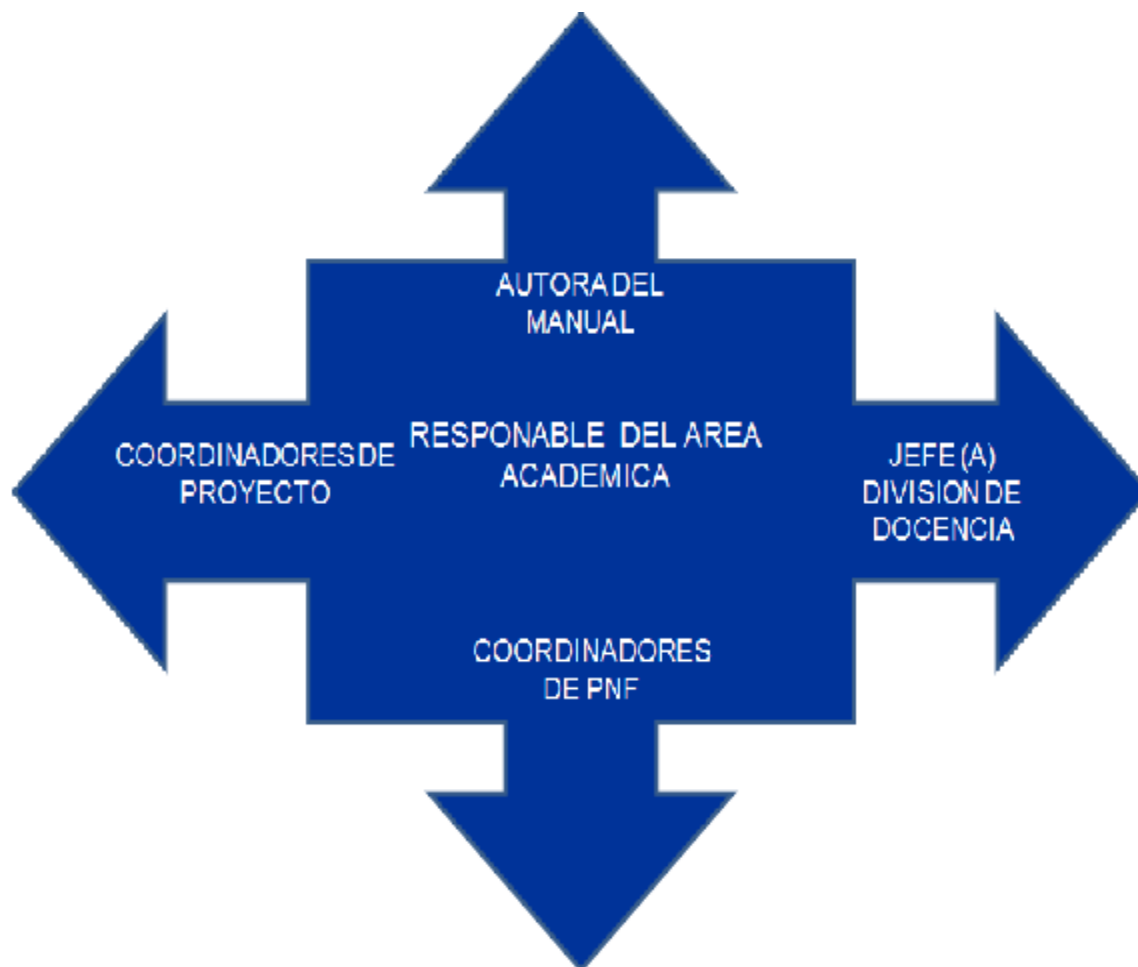 AUTORA DEL
MANUAL
RESPONABLE DEL AREA
ACADEMICA
COORDINADORES DE
PROYECTO
JEFE (A)
DIVISION DE
DOCENCIA
COORDINADORES
DE PNF